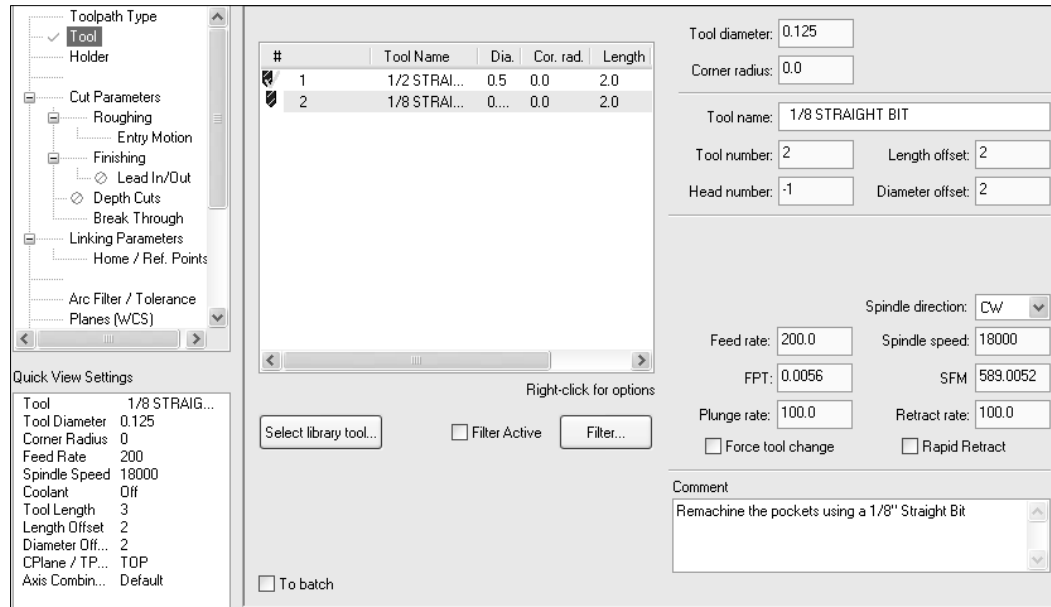 Toolpath Type
Tool
Holder
Cut Parameters
Roughing
Entry Motion
Finishing
Lead In/Out
Depth Cuts
Break Through
Linking Parameters
Home / Ref. Points
Arc Filter / Tolerance
Planes (WCS)
Quick View Settings
Tool 1/8 STRAIG...
Tool Diameter 0.125
Corner Radius 0
Feed Rate 200
Spindle Speed 18000
Coolant Off
Tool Length 3
Length Offset 2
Diameter Off... 2
CPlane / TP... TOP
Axis Combin... Default
# Tool Name Dia. Cor. rad. Length
1 1/2 STRAI... 0.5 0.0 2.0
2 1/8 STRAI... 0.... 0.0 2.0
Right-click for options
Select library tool... Filter Active Filter...
To batch
Tool diameter: 0.125
Corner radius: 0.0
Tool name: 1/8 STRAIGHT BIT
Tool number: 2 Length offset: 2
Head number: -1 Diameter offset: 2
Spindle direction: CW
Feed rate: 200.0 Spindle speed: 18000
FPT: 0.0056 SFM 589.0052
Plunge rate: 100.0 Retract rate: 100.0
Force tool change Rapid Retract
Comment
Remachine the pockets using a 1/8" Straight Bit